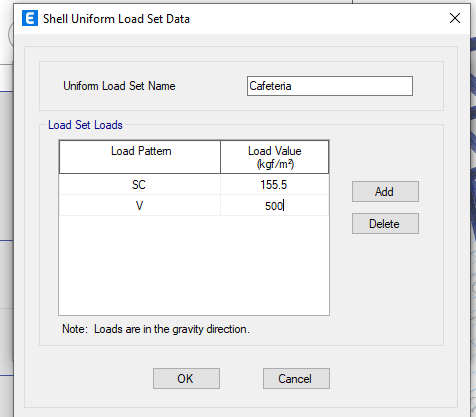 E Shell Uniform Load Set Data
Uniform Load Set Name Cafeteria
Load Set Loads
Load Pattern Load Value
(kgf/m²)
SC 155.5
V 500
Add
Delete
Note: Loads are in the gravity direction.
OK Cancel